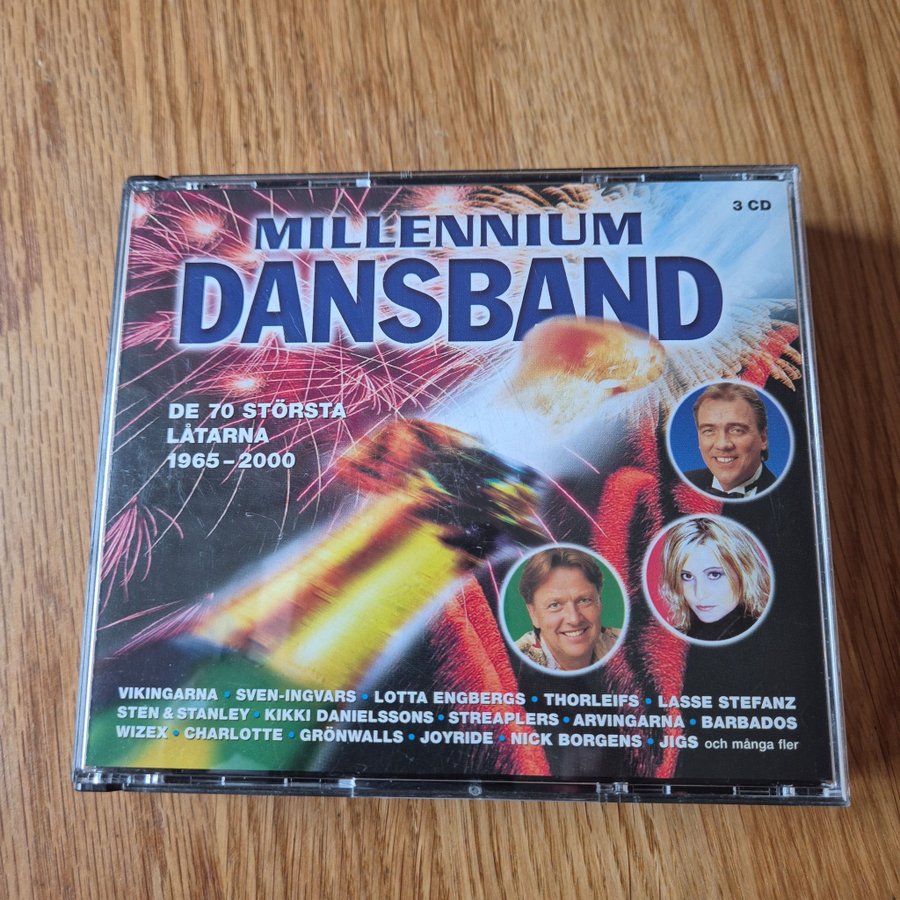 3 CD
MILLENNIUM
DANSBAND
DE 70 STÖRSTA
LÅTARNA
1965–2000
VIKINGARNA • SVEN-INGVARS • LOTTA ENGBERGS • THORLEIFS • LASSE STEFANZ
STEN & STANLEY • KIKKI DANIELSSONS • STREAPLERS • ARVINGARNA • BARBADOS
WIZEX • CHARLOTTE • GRÖNWALLS • JOYRIDE • NICK BORGENS • JIGS och många fler